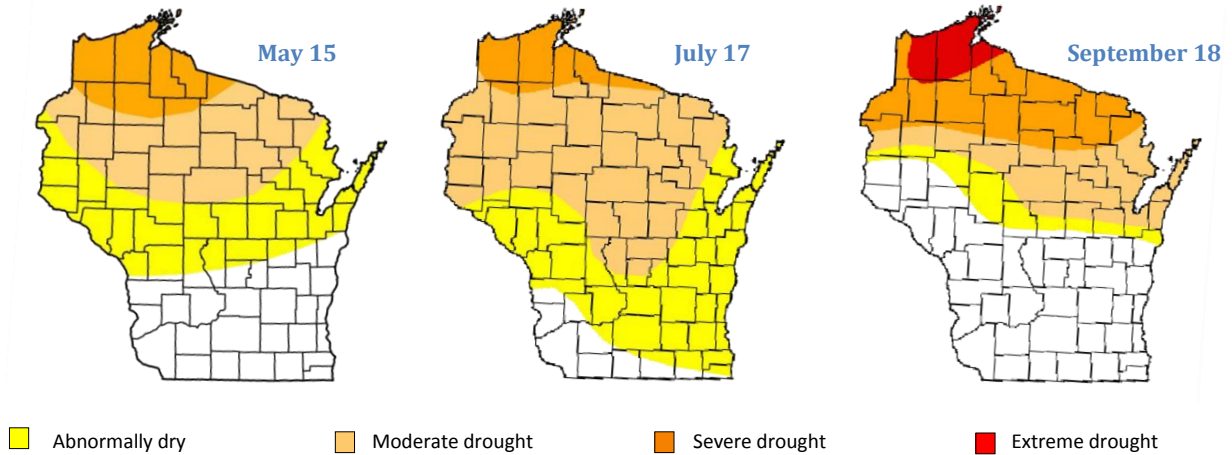 May 15
July 17
September 18
Abnormally dry
Moderate drought
Severe drought
Extreme drought